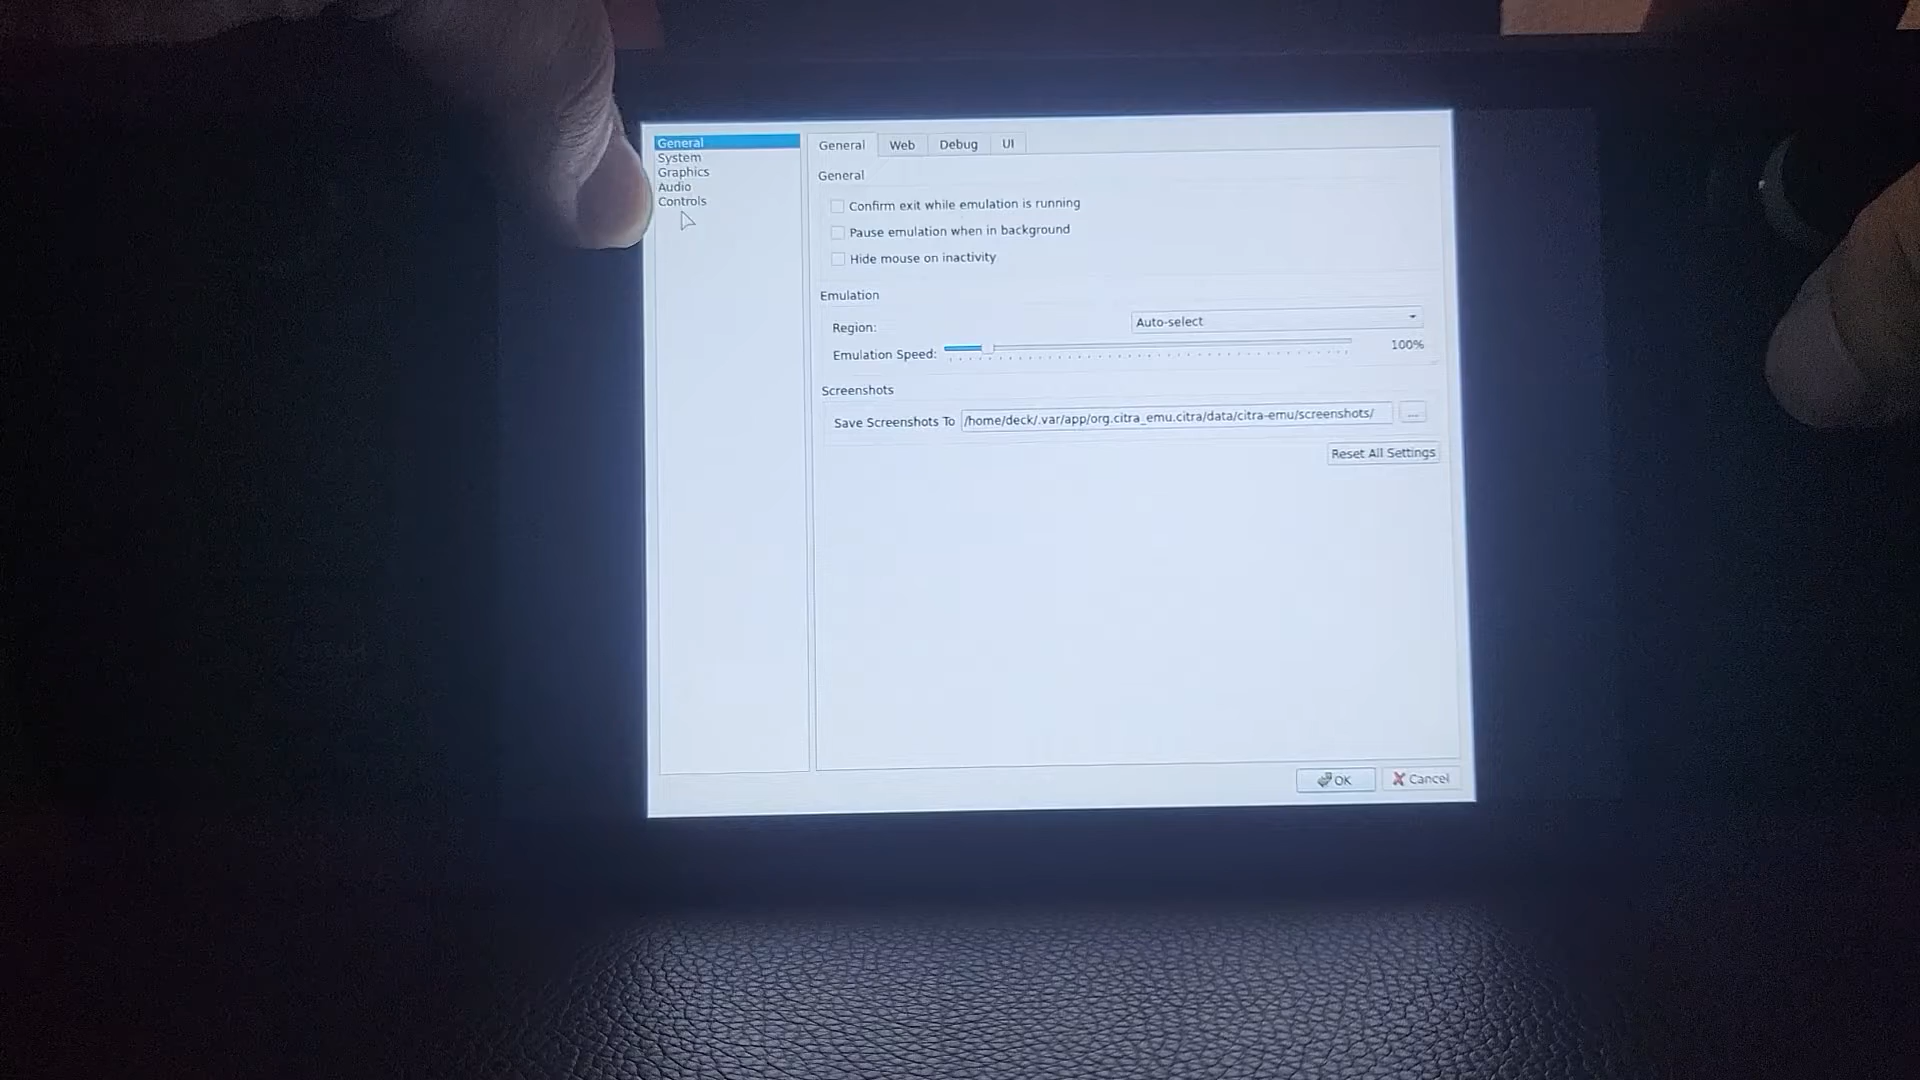 General
System
Graphics
Audio
Controls
General Web Debug UI
General
Confirm exit while emulation is running
Pause emulation when in background
Hide mouse on inactivity
Emulation
Region: Auto-select
Emulation Speed: 100%
Screenshots
Save Screenshots To /home/deck/.var/app/org.citra_emu.citra/data/citra-emu/screenshots/ ...
Reset All Settings
OK Cancel